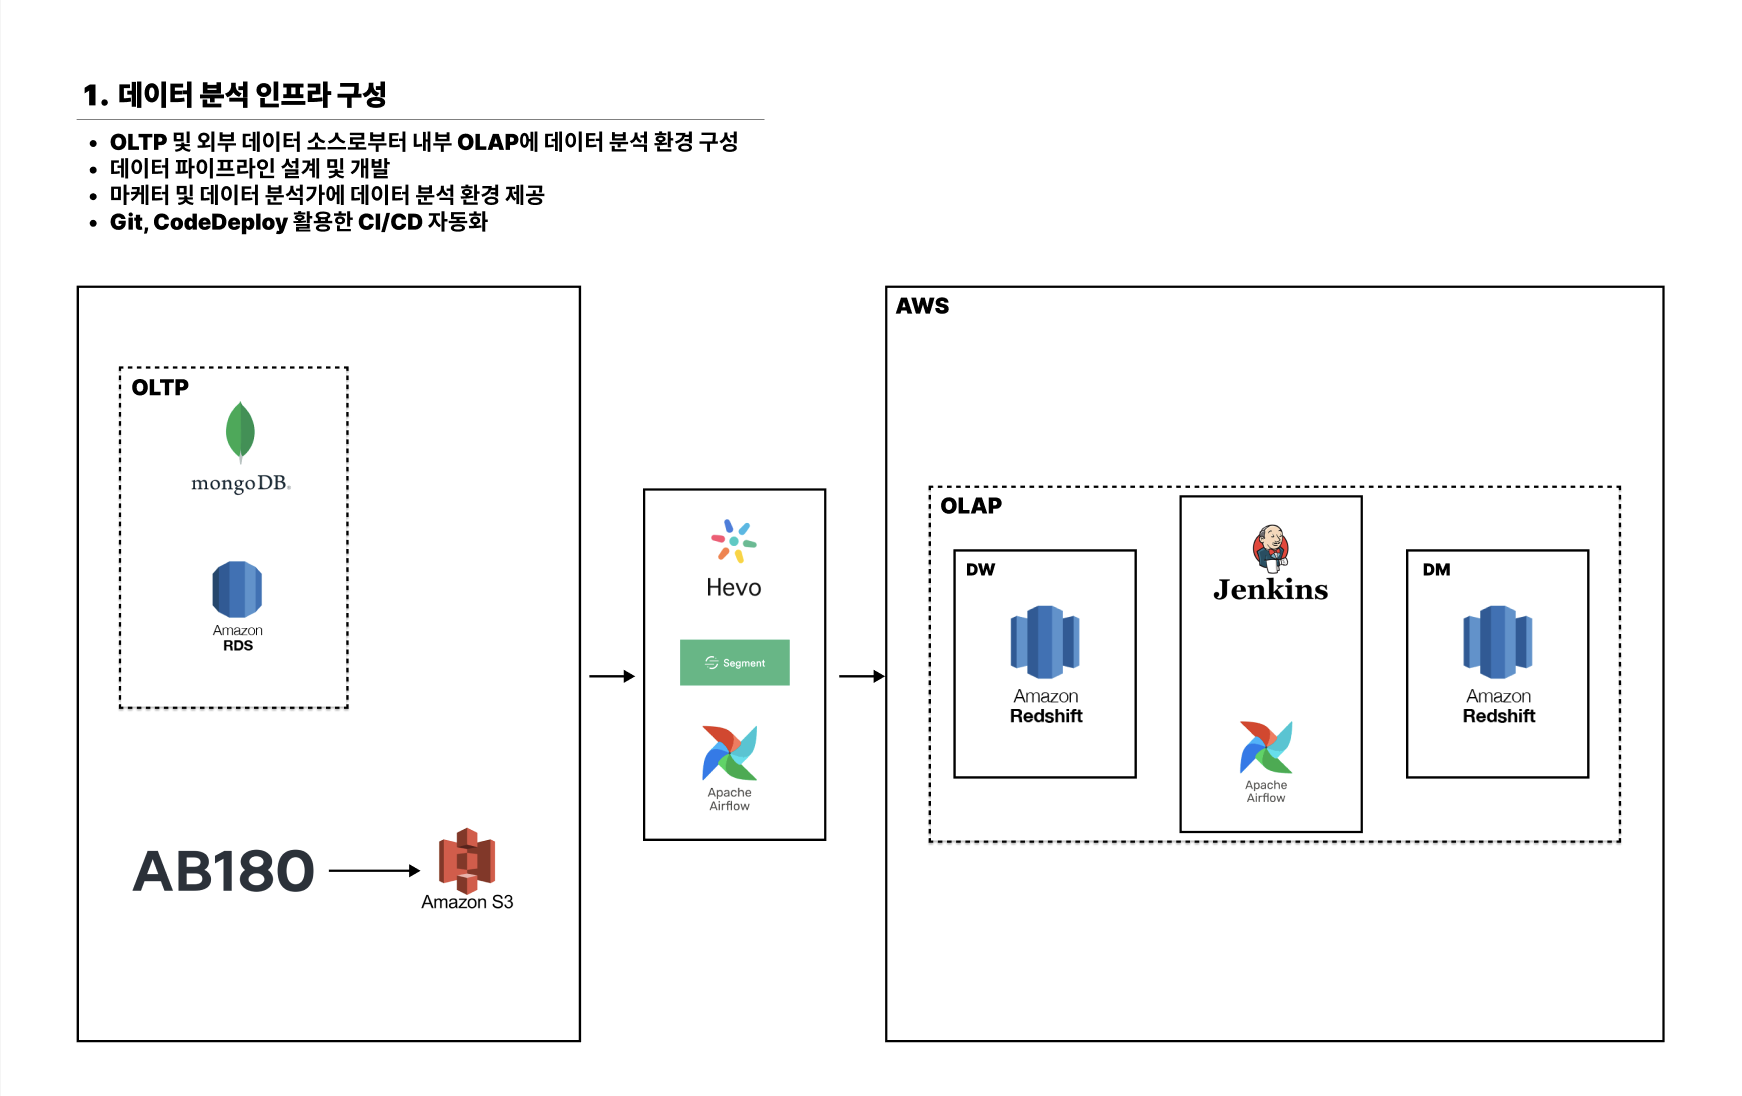 1. 데이터 분석 인프라 구성
• OLTP 및 외부 데이터 소스로부터 내부 OLAP에 데이터 분석 환경 구성
• 데이터 파이프라인 설계 및 개발
• 마케터 및 데이터 분석가에 데이터 분석 환경 제공
• Git, CodeDeploy 활용한 CI/CD 자동화
OLTP
mongoDB®
Amazon
RDS
AB180
Amazon S3
Hevo
Segment
Apache
Airflow
AWS
OLAP
DW
Amazon
Redshift
Jenkins
Apache
Airflow
DM
Amazon
Redshift